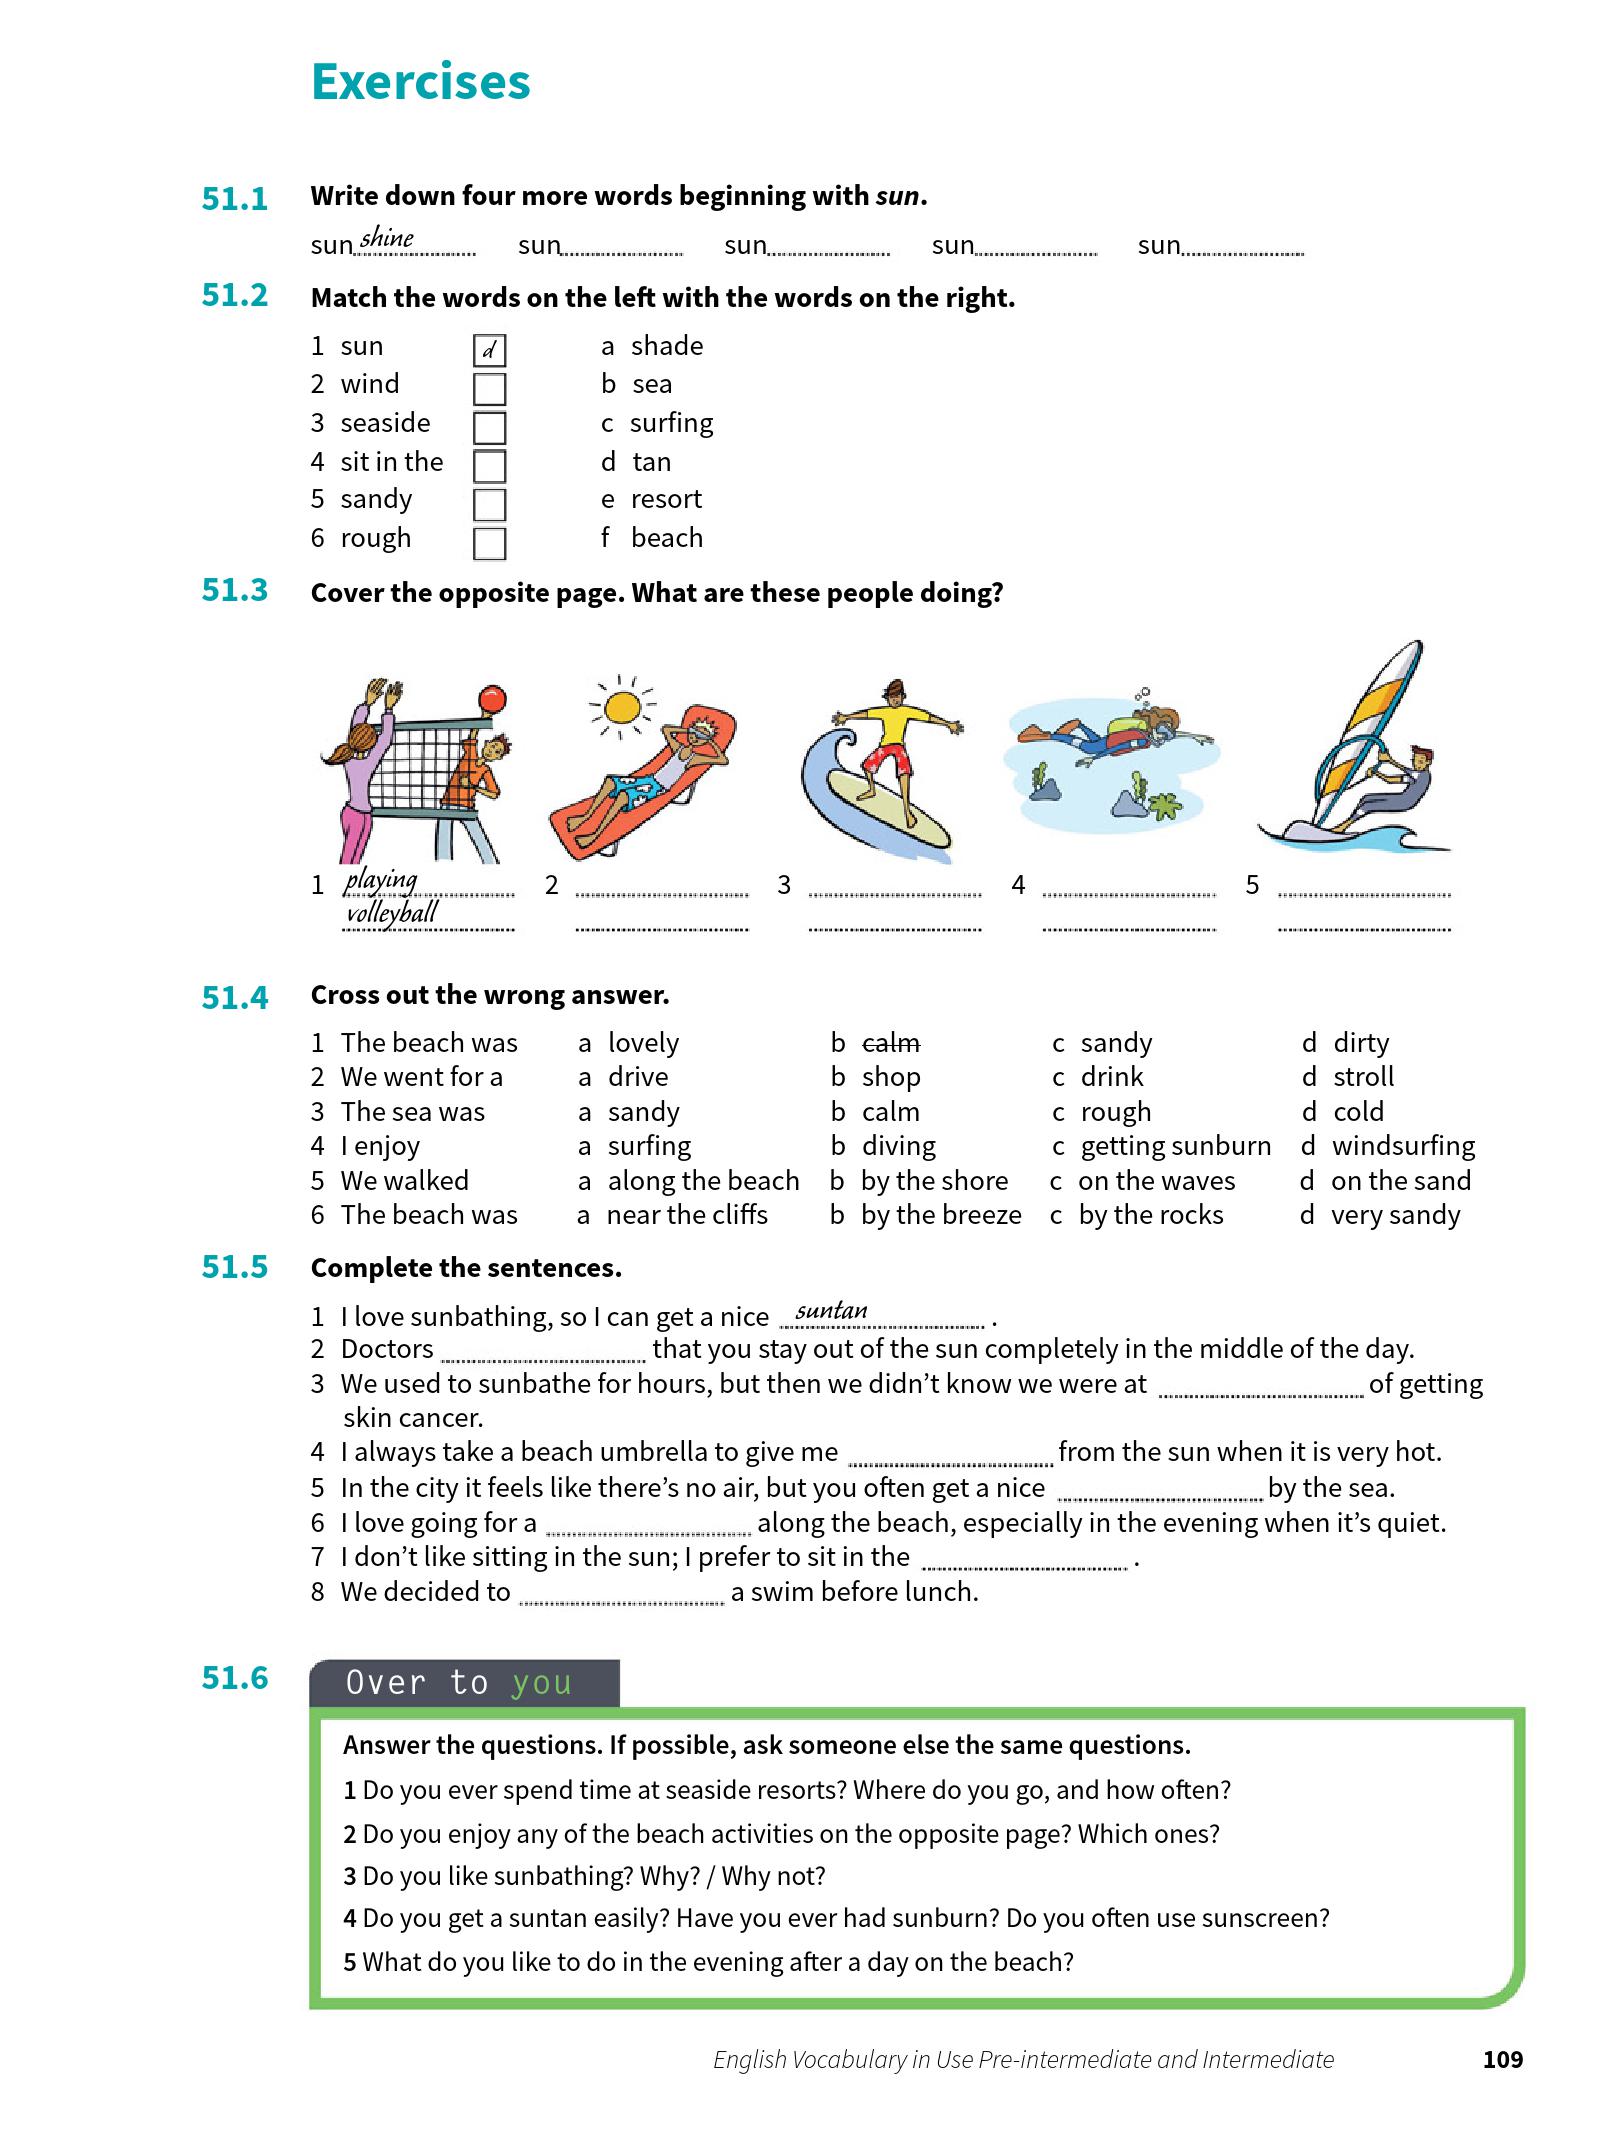 Exercises
51.1 Write down four more words beginning with sun.
sun shine sun sun sun sun
51.2 Match the words on the left with the words on the right.
1 sun d a shade
2 wind b sea
3 seaside c surfing
4 sit in the d tan
5 sandy e resort
6 rough f beach
51.3 Cover the opposite page. What are these people doing?
1 playing 2 3 4 5
volleyball
51.4 Cross out the wrong answer.
1 The beach was a lovely b calm c sandy d dirty
2 We went for a a drive b shop c drink d stroll
3 The sea was a sandy b calm c rough d cold
4 I enjoy a surfing b diving c getting sunburn d windsurfing
5 We walked a along the beach b by the shore c on the waves d on the sand
6 The beach was a near the cliffs b by the breeze c by the rocks d very sandy
51.5 Complete the sentences.
1 I love sunbathing, so I can get a nice suntan .
2 Doctors that you stay out of the sun completely in the middle of the day.
3 We used to sunbathe for hours, but then we didn't know we were at of getting
skin cancer.
4 I always take a beach umbrella to give me from the sun when it is very hot.
5 In the city it feels like there's no air, but you often get a nice by the sea.
6 I love going for a along the beach, especially in the evening when it's quiet.
7 I don't like sitting in the sun; I prefer to sit in the .
8 We decided to a swim before lunch.
51.6 Over to you
Answer the questions. If possible, ask someone else the same questions.
1 Do you ever spend time at seaside resorts? Where do you go, and how often?
2 Do you enjoy any of the beach activities on the opposite page? Which ones?
3 Do you like sunbathing? Why? / Why not?
4 Do you get a suntan easily? Have you ever had sunburn? Do you often use sunscreen?
5 What do you like to do in the evening after a day on the beach?
English Vocabulary in Use Pre-intermediate and Intermediate 109